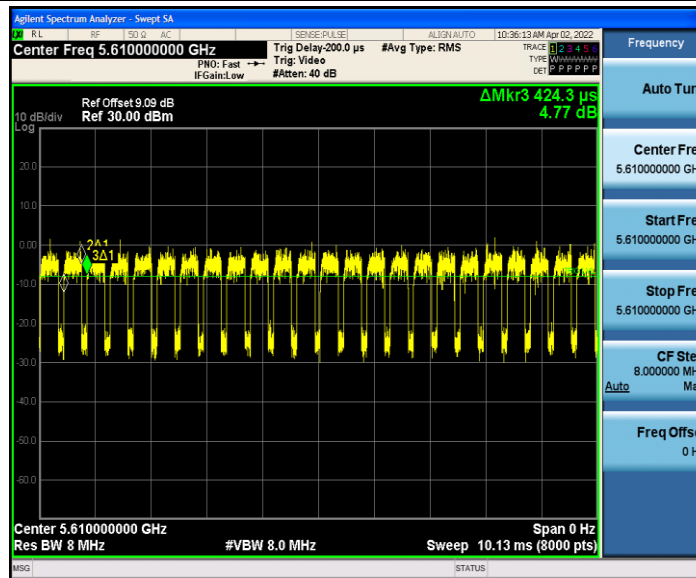 Agilent Spectrum Analyzer - Swept SA
RL RF 50 Ω AC SENSE:PULSE ALIGN AUTO 10:36:13 AM Apr 02, 2022
Center Freq 5.610000000 GHz
PNO: Fast
IFGain:Low
Trig Delay-200.0 µs
Trig: Video
#Atten: 40 dB
#Avg Type: RMS
TRACE 1 2 3 4 5 6
TYPE W
DET P P P P P P
ΔMkr3 424.3 µs
4.77 dB
Ref Offset 9.09 dB
10 dB/div Ref 30.00 dBm
Log
20.0
10.0
0.00
-10.0
-20.0
-30.0
-40.0
-50.0
-60.0
2Δ1
3Δ1
Center 5.610000000 GHz Span 0 Hz
Res BW 8 MHz #VBW 8.0 MHz Sweep 10.13 ms (8000 pts)
MSG STATUS
Frequency
Auto Tun
Center Fre
5.610000000 GH
Start Fre
5.610000000 GH
Stop Fre
5.610000000 GH
CF Ste
8.000000 MH
Auto Ma
Freq Offs
0 H